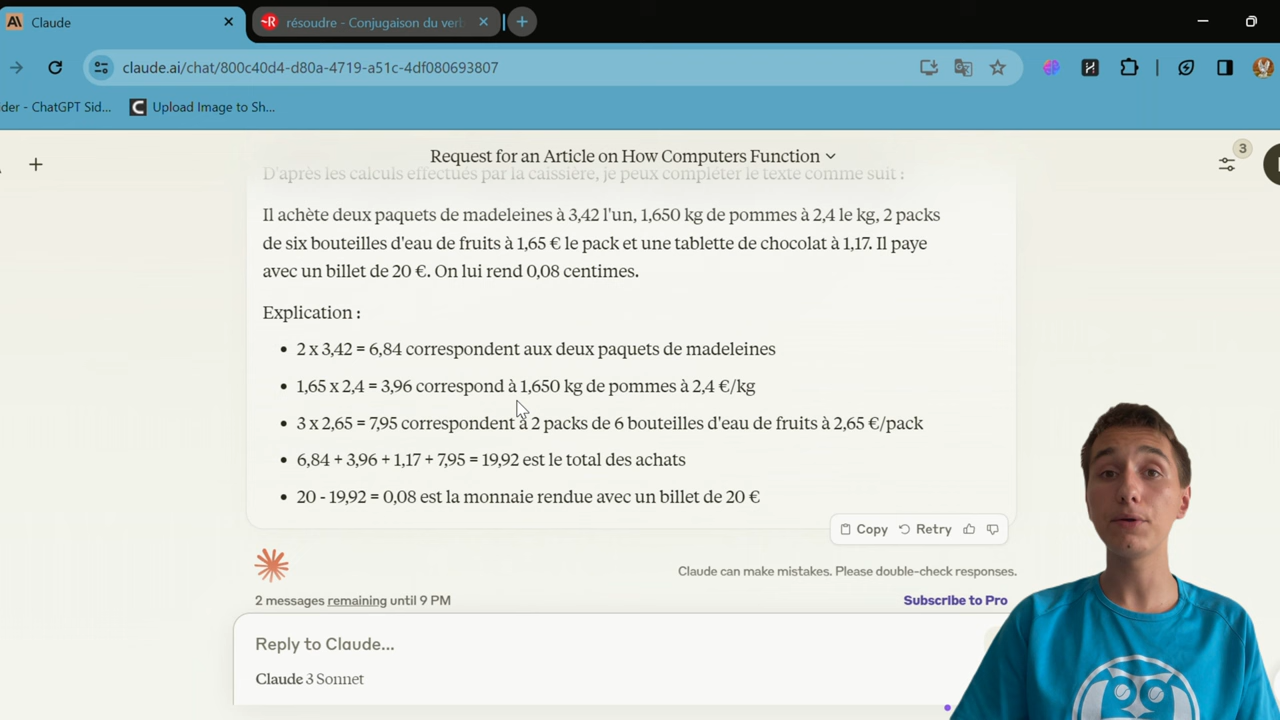 Claude
résoudre - Conjugaison du verb
claude.ai/chat/800c40d4-d80a-4719-a51c-4df080693807
der - ChatGPT Sid...
Upload Image to Sh...
Request for an Article on How Computers Function
3
D'après les calculs effectués par la caissière, je peux compléter le texte comme suit :
Il achète deux paquets de madeleines à 3,42 l'un, 1,650 kg de pommes à 2,4 le kg, 2 packs
de six bouteilles d'eau de fruits à 1,65 € le pack et une tablette de chocolat à 1,17. Il paye
avec un billet de 20 €. On lui rend 0,08 centimes.
Explication :
• 2 x 3,42 = 6,84 correspondent aux deux paquets de madeleines
• 1,65 x 2,4 = 3,96 correspond à 1,650 kg de pommes à 2,4 €/kg
• 3 x 2,65 = 7,95 correspondent à 2 packs de 6 bouteilles d'eau de fruits à 2,65 €/pack
• 6,84 + 3,96 + 1,17 + 7,95 = 19,92 est le total des achats
• 20 - 19,92 = 0,08 est la monnaie rendue avec un billet de 20 €
Copy Retry
Claude can make mistakes. Please double-check responses.
2 messages remaining until 9 PM
Subscribe to Pro
Reply to Claude...
Claude 3 Sonnet